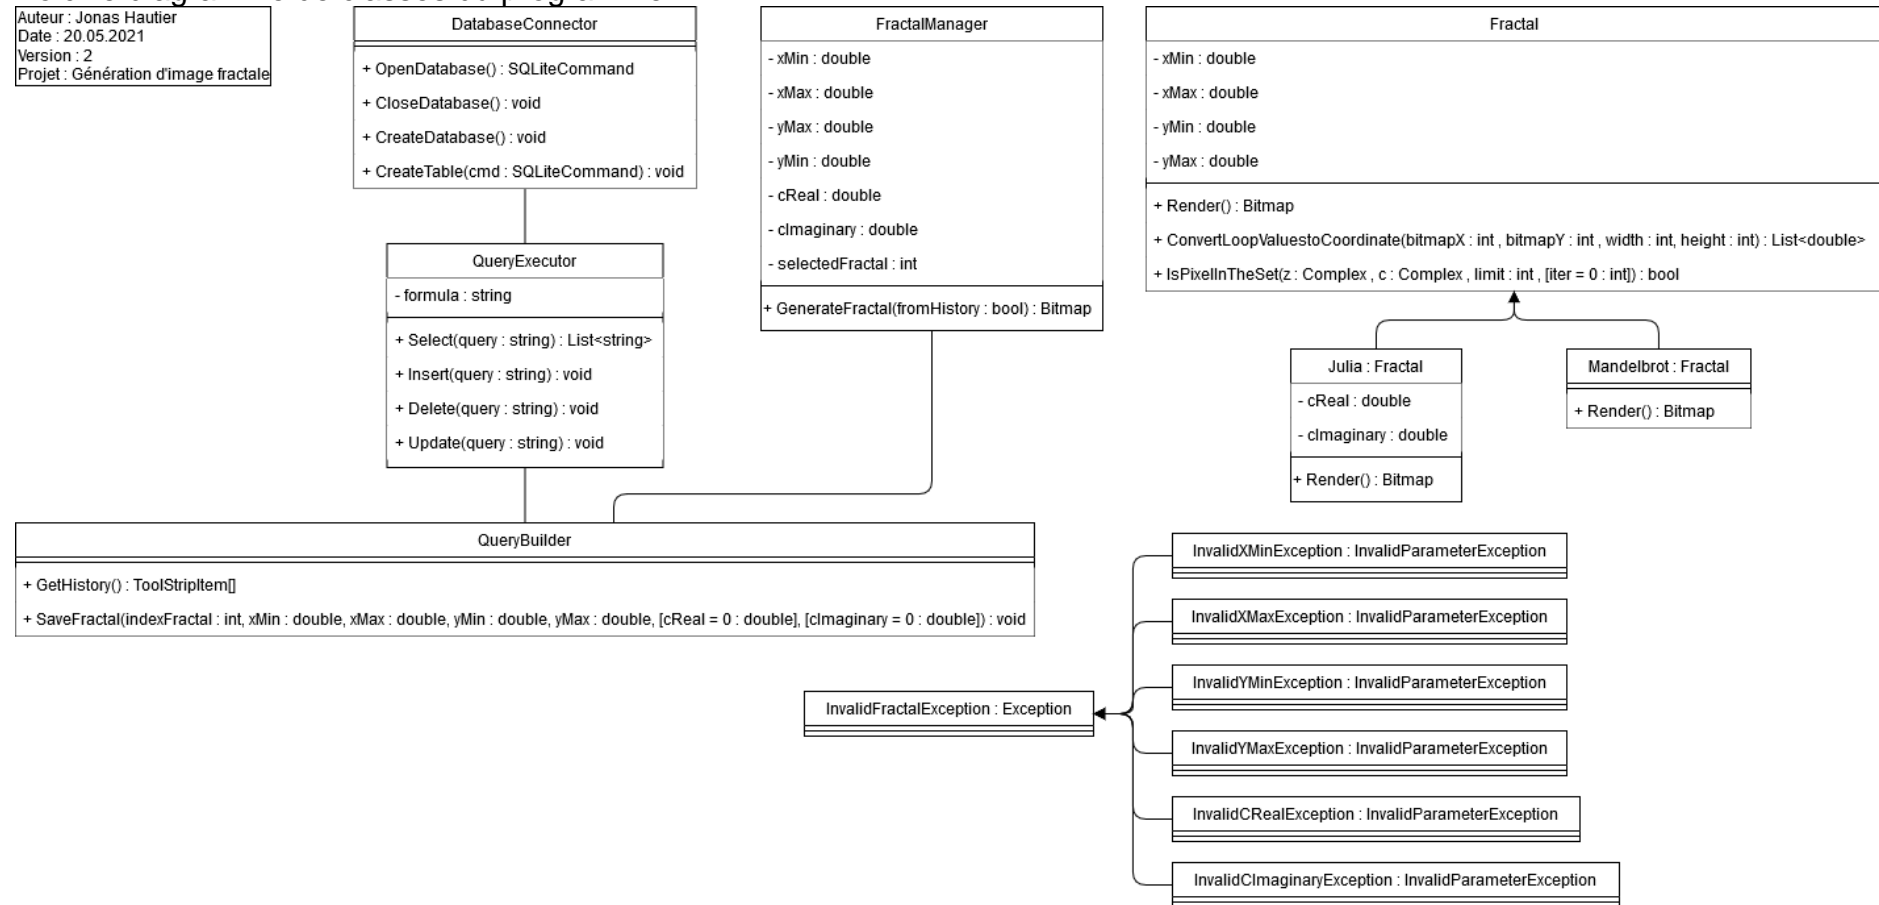 Auteur : Jonas Hautier
Date : 20.05.2021
Version : 2
Projet : Génération d'image fractale
DatabaseConnector
+ OpenDatabase() : SQLiteCommand
+ CloseDatabase() : void
+ CreateDatabase() : void
+ CreateTable(cmd : SQLiteCommand) : void
FractalManager
- xMin : double
- xMax : double
- yMax : double
- yMin : double
- cReal : double
- cImaginary : double
- selectedFractal : int
+ GenerateFractal(fromHistory : bool) : Bitmap
Fractal
- xMin : double
- xMax : double
- yMin : double
- yMax : double
+ Render() : Bitmap
+ ConvertLoopValuestoCoordinate(bitmapX : int , bitmapY : int , width : int, height : int) : List<double>
+ IsPixelInTheSet(z : Complex , c : Complex , limit : int , [iter = 0 : int]) : bool
QueryExecutor
- formula : string
+ Select(query : string) : List<string>
+ Insert(query : string) : void
+ Delete(query : string) : void
+ Update(query : string) : void
Julia : Fractal
- cReal : double
- cImaginary : double
+ Render() : Bitmap
Mandelbrot : Fractal
+ Render() : Bitmap
QueryBuilder
+ GetHistory() : ToolStripItem[]
+ SaveFractal(indexFractal : int, xMin : double, xMax : double, yMin : double, yMax : double, [cReal = 0 : double], [cImaginary = 0 : double]) : void
InvalidFractalException : Exception
InvalidXMinException : InvalidParameterException
InvalidXMaxException : InvalidParameterException
InvalidYMinException : InvalidParameterException
InvalidYMaxException : InvalidParameterException
InvalidCRealException : InvalidParameterException
InvalidCImaginaryException : InvalidParameterException